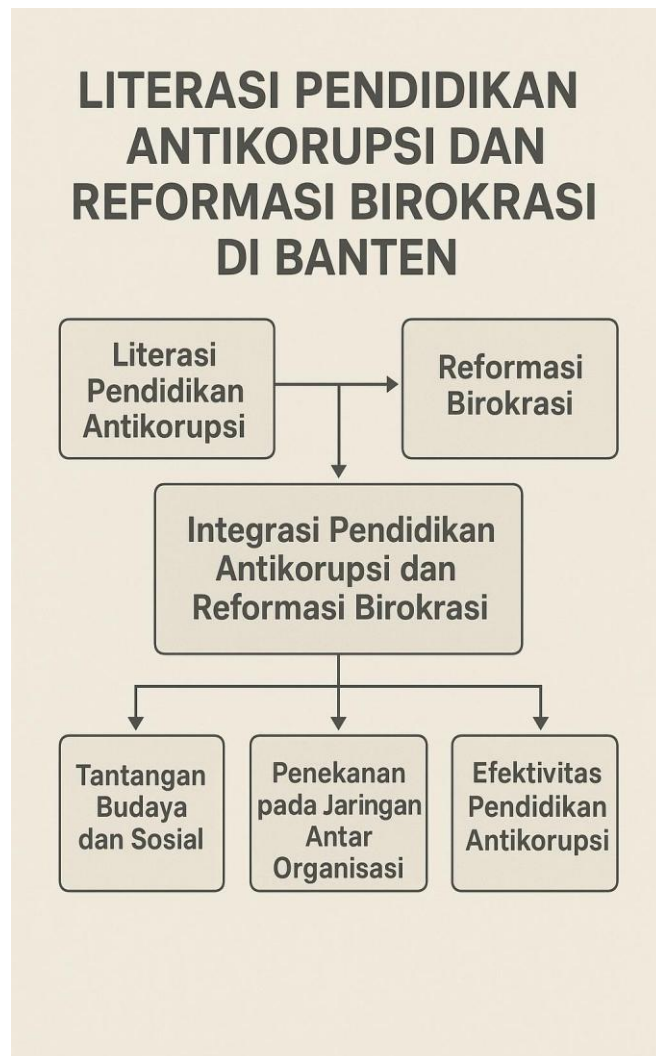 LITERASI PENDIDIKAN
ANTIKORUPSI DAN
REFORMASI BIROKRASI
DI BANTEN
Literasi
Pendidikan
Antikorupsi
Reformasi
Birokrasi
Integrasi Pendidikan
Antikorupsi dan
Reformasi Birokrasi
Tantangan
Budaya
dan Sosial
Penekanan
pada Jaringan
Antar
Organisasi
Efektivitas
Pendidikan
Antikorupsi